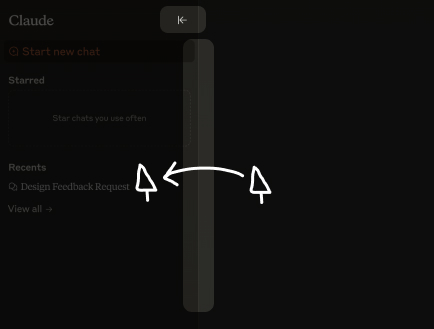 Claude
Start new chat
Starred
Star chats you use often
Recents
Design Feedback Request
View all →